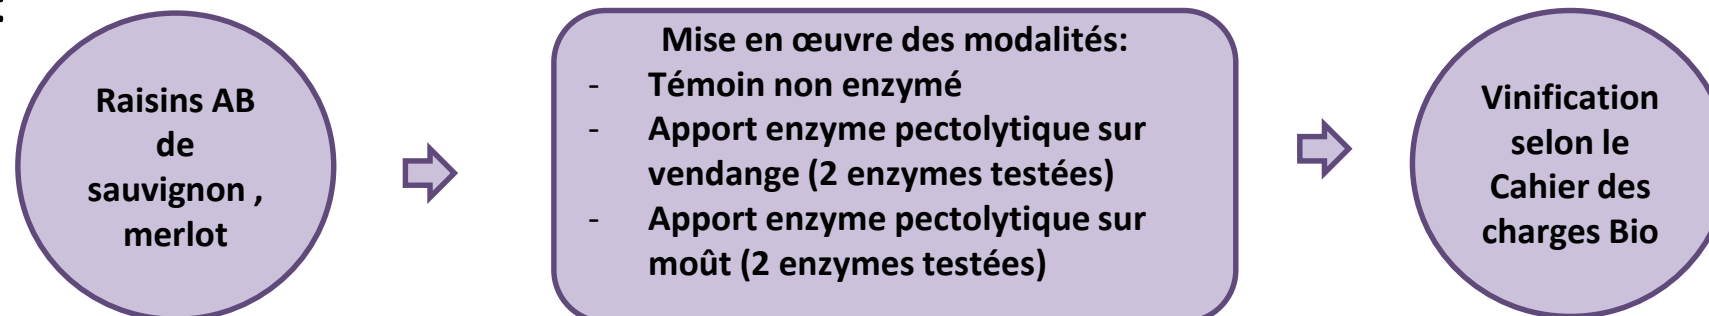 Raisins AB
de
sauvignon ,
merlot
Mise en œuvre des modalités:
- Témoin non enzymé
- Apport enzyme pectolytique sur
vendange (2 enzymes testées)
- Apport enzyme pectolytique sur
moût (2 enzymes testées)
Vinification
selon le
Cahier des
charges Bio